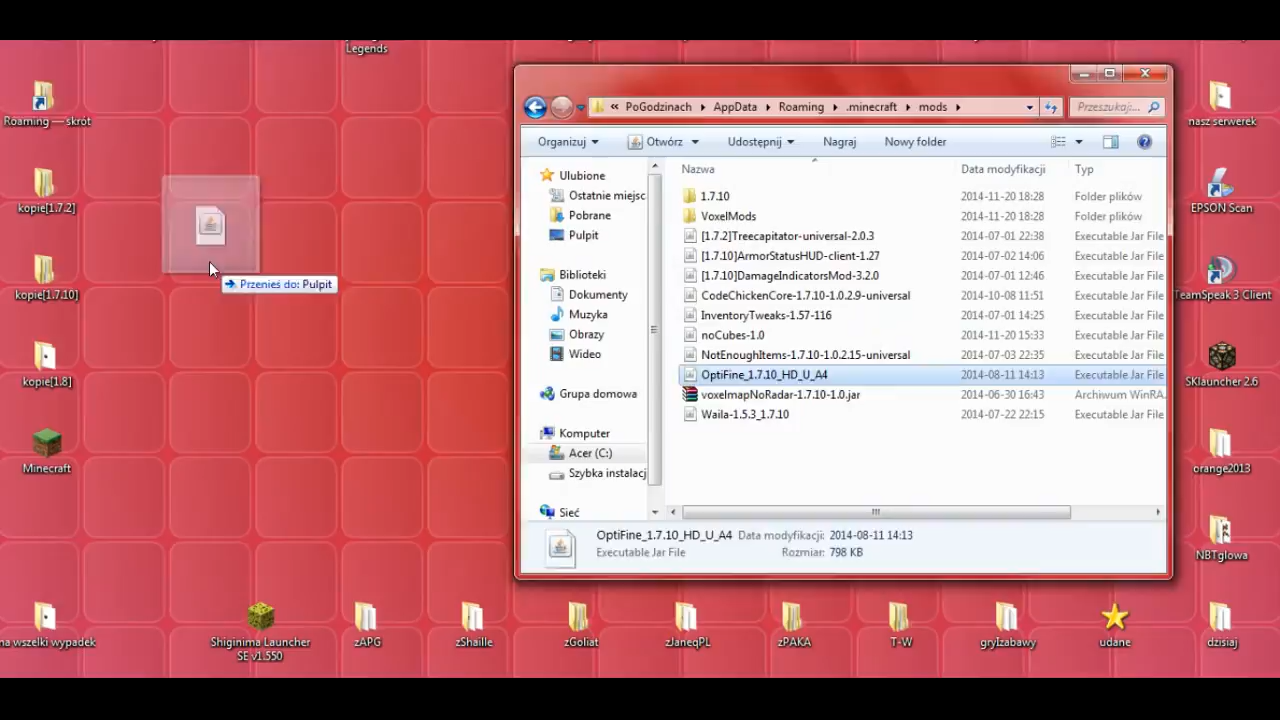 Legends
Roaming — skrót
kopie[1.7.2]
kopie[1.7.10]
kopie[1.8]
Minecraft
na wszelki wypadek
Przenieś do: Pulpit
« PoGodzinach AppData Roaming .minecraft mods
Przeszukaj:...
Organizuj Otwórz Udostępnij Nagraj Nowy folder
Ulubione
Ostatnie miejsc
Pobrane
Pulpit
Biblioteki
Dokumenty
Muzyka
Obrazy
Wideo
Grupa domowa
Komputer
Acer (C:)
Szybka instalacj
Sieć
Nazwa Data modyfikacji Typ
1.7.10 2014-11-20 18:28 Folder plików
VoxelMods 2014-11-20 18:28 Folder plików
[1.7.2]Treecapitator-universal-2.0.3 2014-07-01 22:38 Executable Jar File
[1.7.10]ArmorStatusHUD-client-1.27 2014-07-02 14:06 Executable Jar File
[1.7.10]DamageIndicatorsMod-3.2.0 2014-07-01 12:46 Executable Jar File
CodeChickenCore-1.7.10-1.0.2.9-universal 2014-10-08 11:51 Executable Jar File
InventoryTweaks-1.57-116 2014-07-01 14:25 Executable Jar File
noCubes-1.0 2014-11-20 15:33 Executable Jar File
NotEnoughItems-1.7.10-1.0.2.15-universal 2014-07-03 22:35 Executable Jar File
OptiFine_1.7.10_HD_U_A4 2014-08-11 14:13 Executable Jar File
voxelmapNoRadar-1.7.10-1.0.jar 2014-06-30 16:43 Archiwum WinRA
Waila-1.5.3_1.7.10 2014-07-22 22:15 Executable Jar File
OptiFine_1.7.10_HD_U_A4 Data modyfikacji: 2014-08-11 14:13
Executable Jar File Rozmiar: 798 KB
nasz serwerek
EPSON Scan
TeamSpeak 3 Client
SKlauncher 2.6
orange2013
NBTglowa
Shiginima Launcher
SE v1.550
zAPG
zShaille
zGoliat
zJaneqPL
zPAKA
T-W
gryIzabawy
udane
dzisiaj